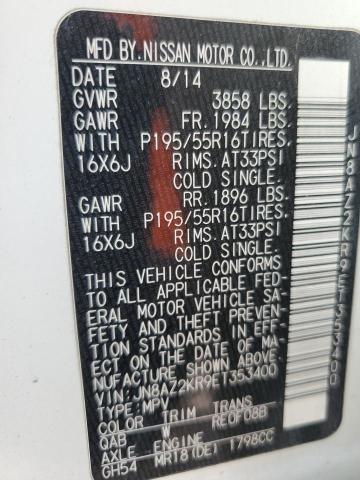 MFD BY.NISSAN MOTOR CO.,LTD.
DATE 8/14
GVWR 3858 LBS.
GAWR FR. 1984 LBS.
WITH P195/55R16TIRES.
16X6J RIMS. AT33PSI
COLD SINGLE.
GAWR RR. 1896 LBS
WITH P195/55R16TIRES.
16X6J RIMS. AT33PSI
COLD SINGLE.
THIS VEHICLE CONFORMS
TO ALL APPLICABLE FED-
ERAL MOTOR VEHICLE SA-
FETY AND THEFT PREVEN-
TION STANDARDS IN EFF-
ECT ON THE DATE OF MA-
NUFACTURE SHOWN ABOVE.
VIN: JN8AZ2KR9ET353400
TYPE:MPV
COLOR TRIM TRANS
QAB W RE0F08B
AXLE ENGINE
GH54 MR18(DE) 1798CC
JN8AZ2KR9ET353400